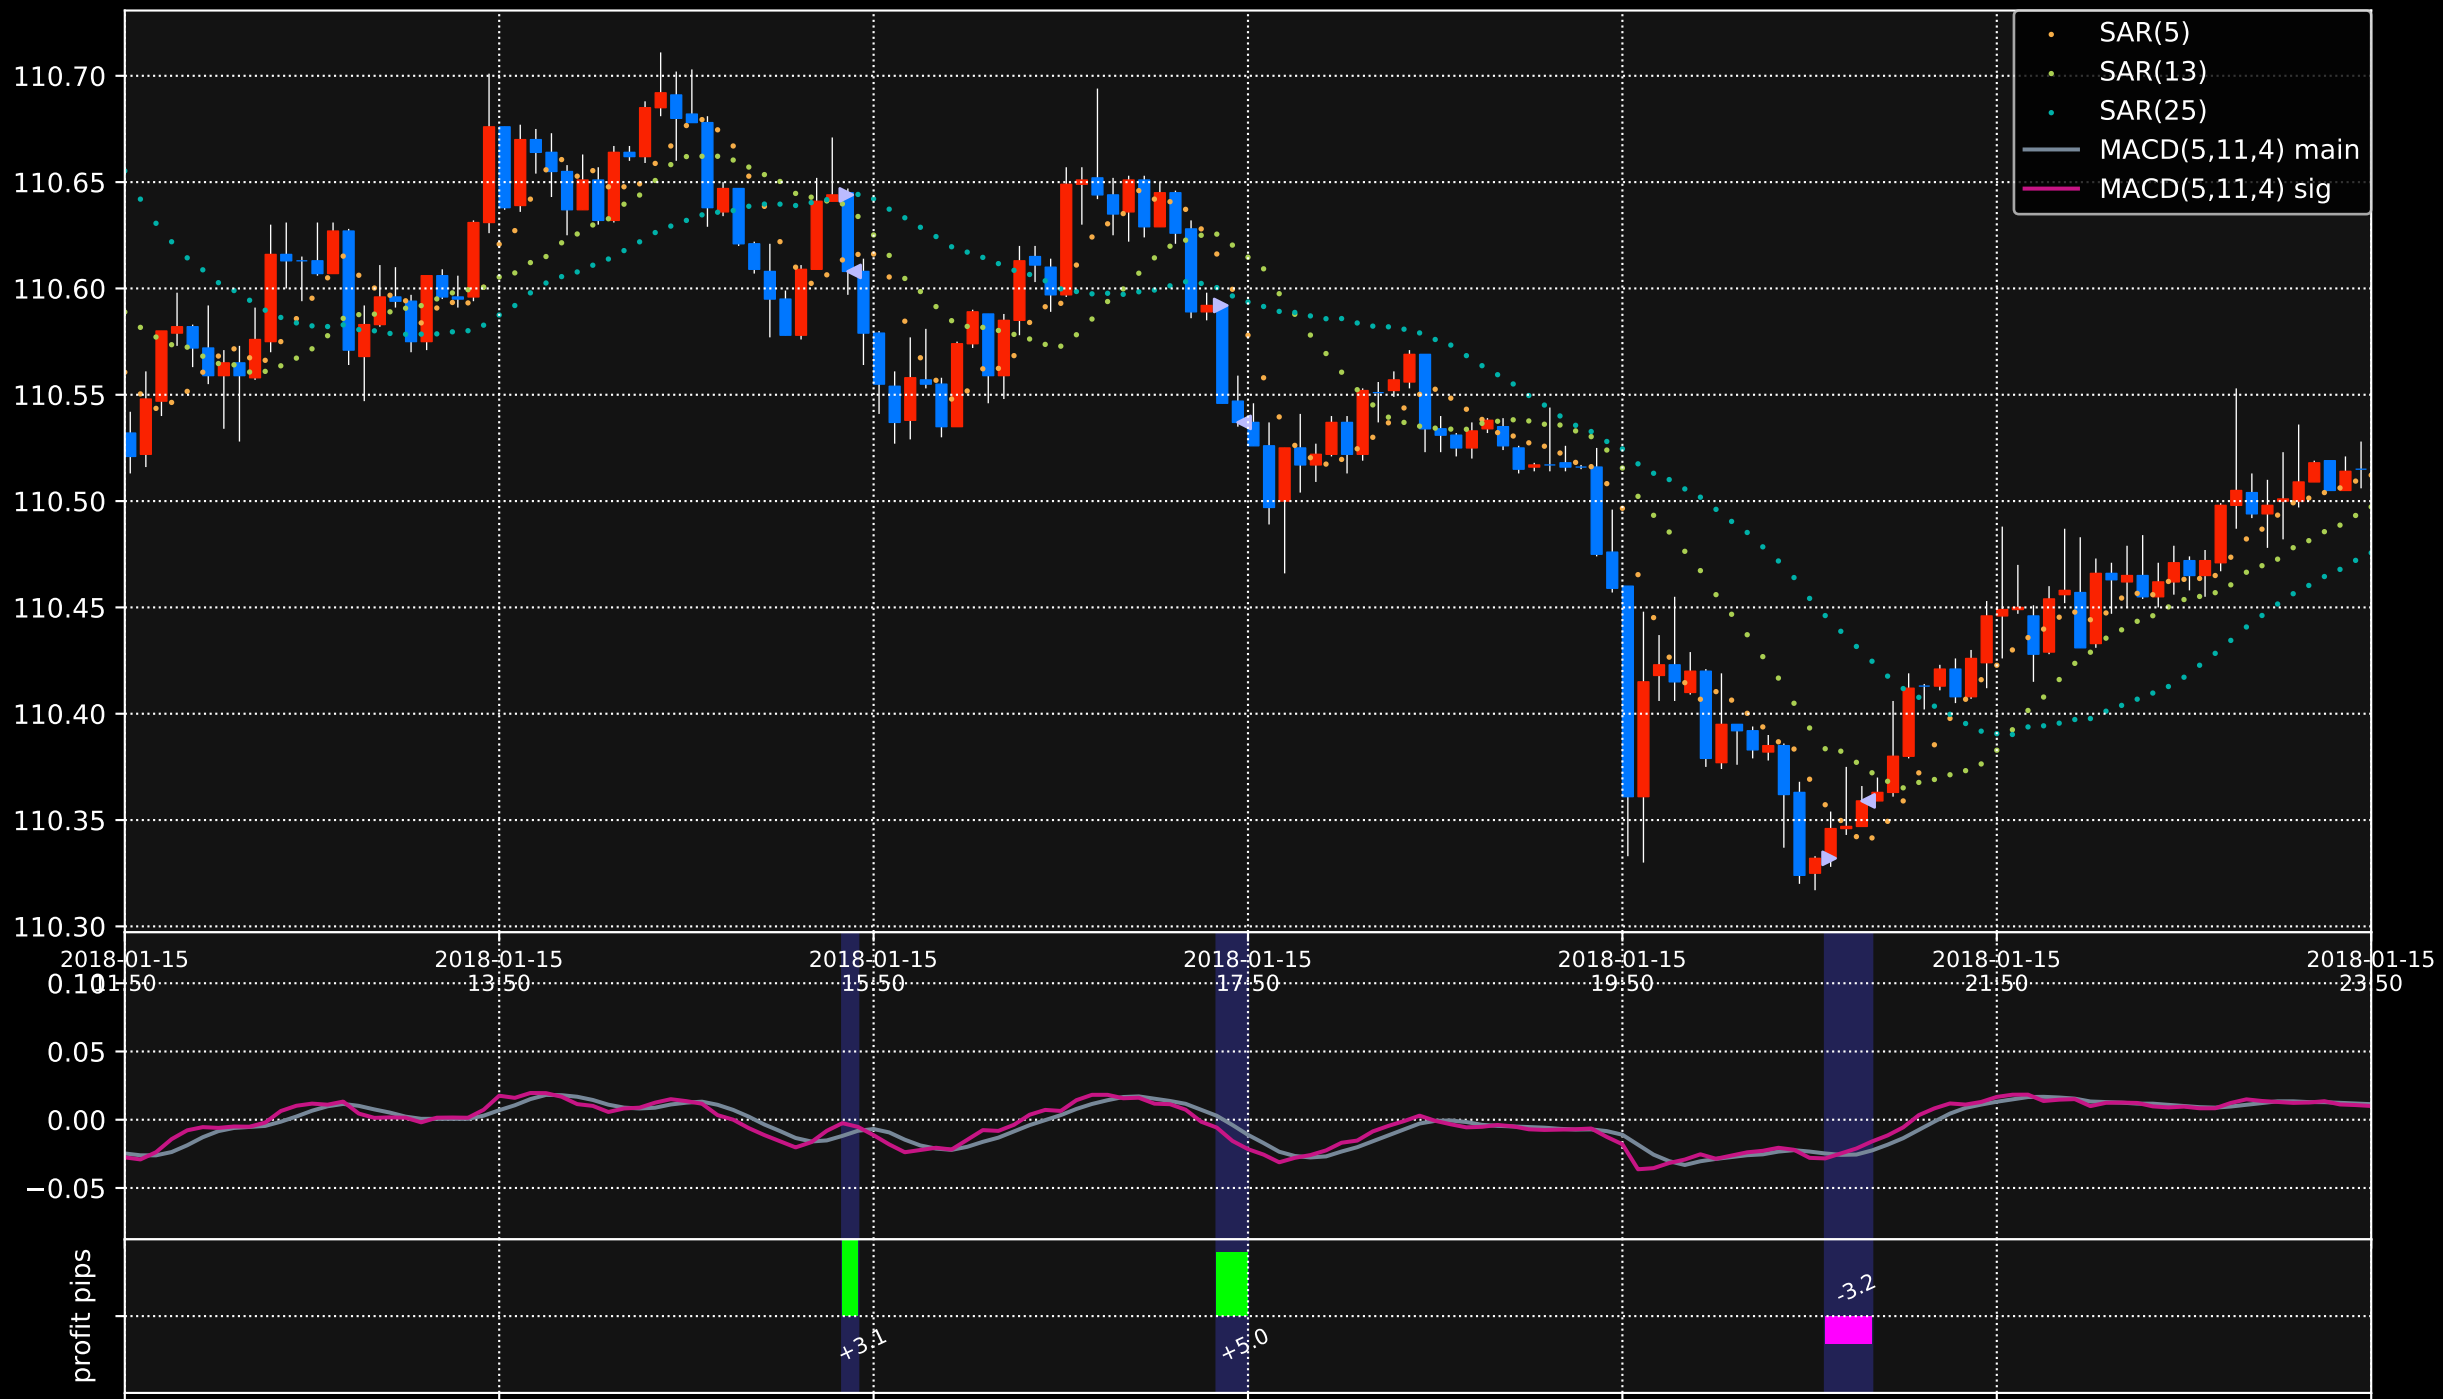 SAR(5)
SAR(13)
SAR(25)
MACD(5,11,4) main
MACD(5,11,4) sig
110.70
110.65
110.60
110.55
110.50
110.45
110.40
110.35
110.30
2018-01-15 2018-01-15 2018-01-15 2018-01-15 2018-01-15 2018-01-15 2018-01-15
11:50 13:50 15:50 17:50 19:50 21:50 23:50
0.10
0.05
0.00
−0.05
profit pips
+3.1
+5.0
-3.2